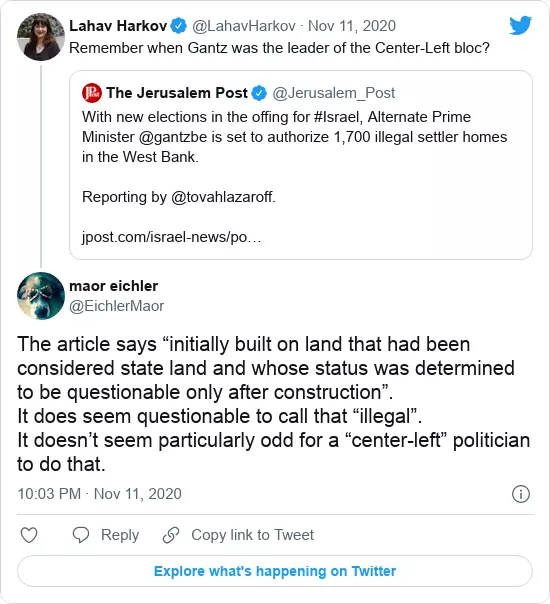 Lahav Harkov @LahavHarkov · Nov 11, 2020
Remember when Gantz was the leader of the Center-Left bloc?
The Jerusalem Post @Jerusalem_Post
With new elections in the offing for #Israel, Alternate Prime
Minister @gantzbe is set to authorize 1,700 illegal settler homes
in the West Bank.
Reporting by @tovahlazaroff.
jpost.com/israel-news/po…
maor eichler
@EichlerMaor
The article says “initially built on land that had been
considered state land and whose status was determined
to be questionable only after construction”.
It does seem questionable to call that “illegal”.
It doesn’t seem particularly odd for a “center-left” politician
to do that.
10:03 PM · Nov 11, 2020
Reply Copy link to Tweet
Explore what's happening on Twitter